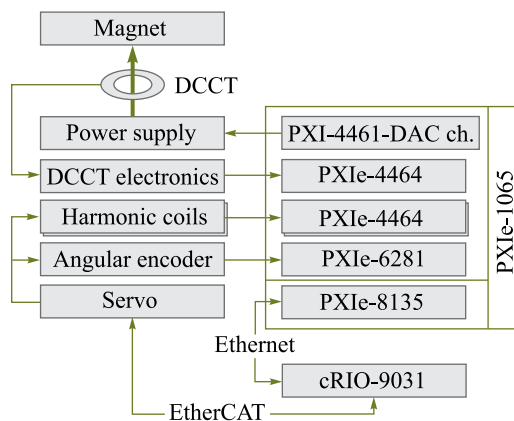 Magnet
DCCT
Power supply
PXI-4461-DAC ch.
DCCT electronics
PXIe-4464
Harmonic coils
PXIe-4464
Angular encoder
PXIe-6281
Servo
PXIe-8135
PXIe-1065
Ethernet
cRIO-9031
EtherCAT